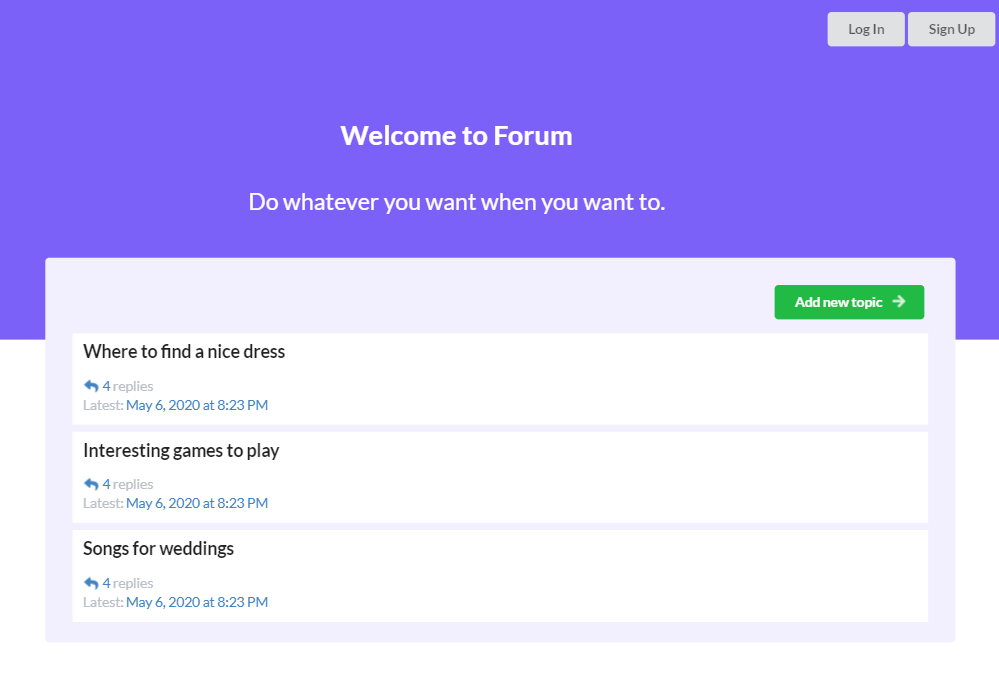 Log In
Sign Up
Welcome to Forum
Do whatever you want when you want to.
Add new topic
Where to find a nice dress
4 replies
Latest: May 6, 2020 at 8:23 PM
Interesting games to play
4 replies
Latest: May 6, 2020 at 8:23 PM
Songs for weddings
4 replies
Latest: May 6, 2020 at 8:23 PM